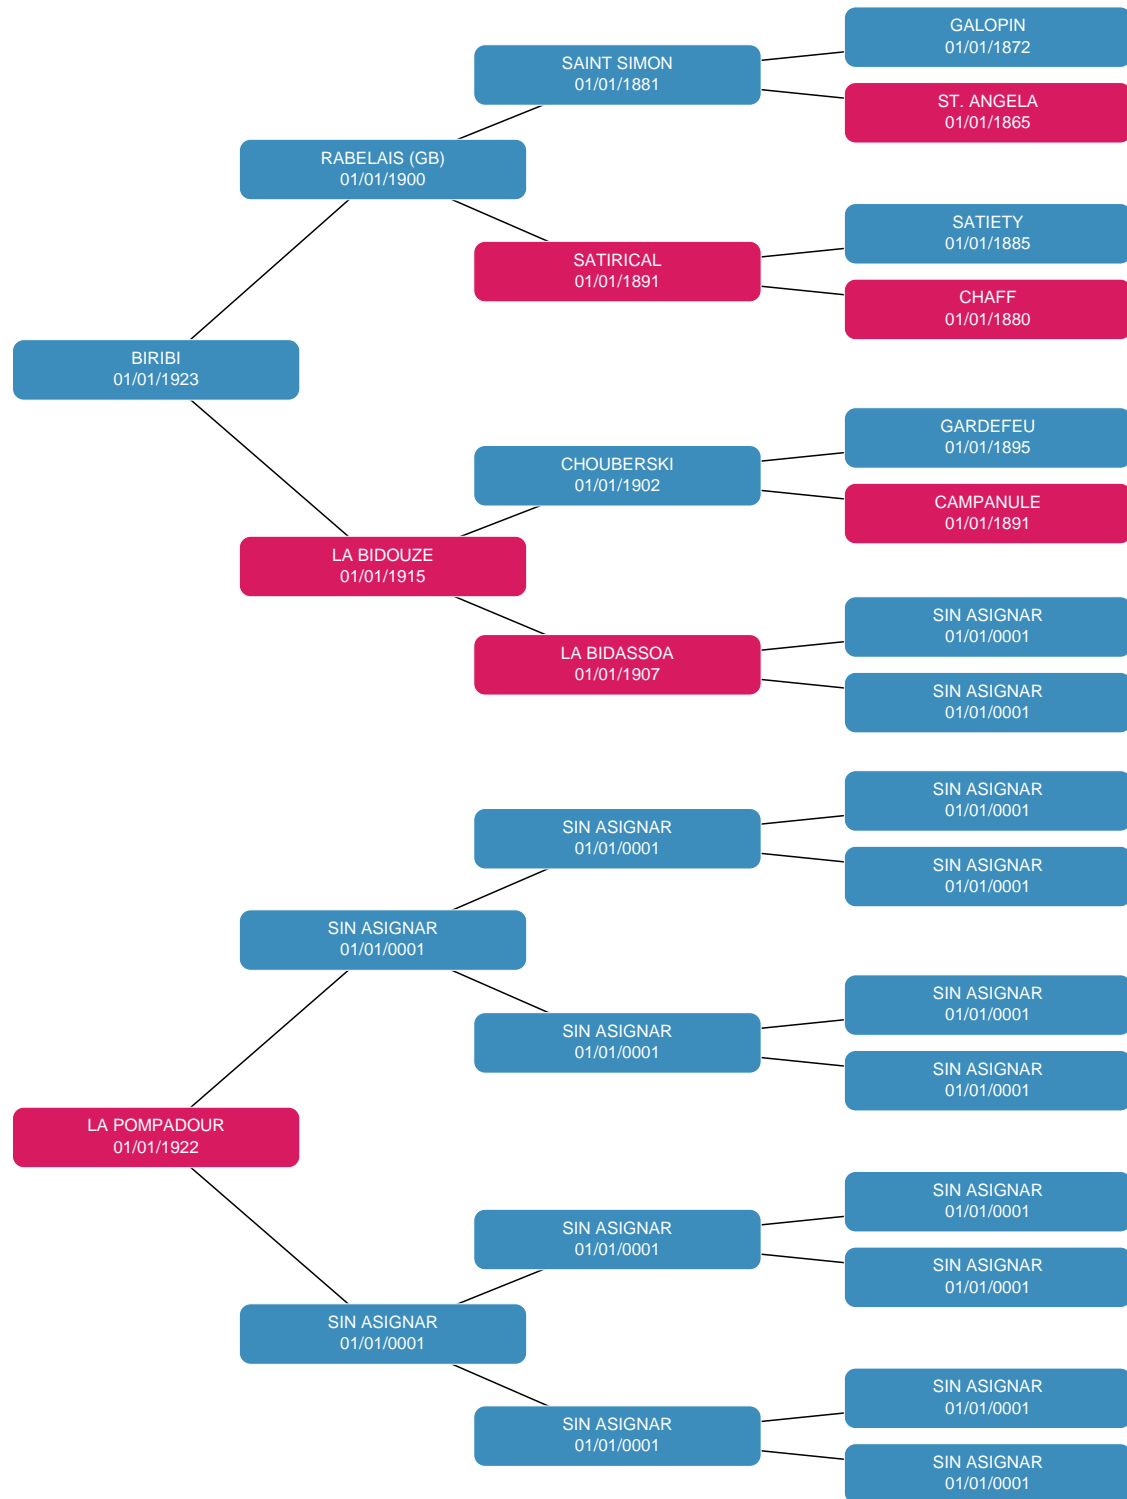 GALOPIN
01/01/1872
SAINT SIMON
01/01/1881
ST. ANGELA
01/01/1865
RABELAIS (GB)
01/01/1900
SATIETY
01/01/1885
SATIRICAL
01/01/1891
CHAFF
01/01/1880
BIRIBI
01/01/1923
GARDEFEU
01/01/1895
CHOUBERSKI
01/01/1902
CAMPANULE
01/01/1891
LA BIDOUZE
01/01/1915
SIN ASIGNAR
01/01/0001
LA BIDASSOA
01/01/1907
SIN ASIGNAR
01/01/0001
SIN ASIGNAR
01/01/0001
SIN ASIGNAR
01/01/0001
SIN ASIGNAR
01/01/0001
SIN ASIGNAR
01/01/0001
SIN ASIGNAR
01/01/0001
SIN ASIGNAR
01/01/0001
SIN ASIGNAR
01/01/0001
LA POMPADOUR
01/01/1922
SIN ASIGNAR
01/01/0001
SIN ASIGNAR
01/01/0001
SIN ASIGNAR
01/01/0001
SIN ASIGNAR
01/01/0001
SIN ASIGNAR
01/01/0001
SIN ASIGNAR
01/01/0001
SIN ASIGNAR
01/01/0001